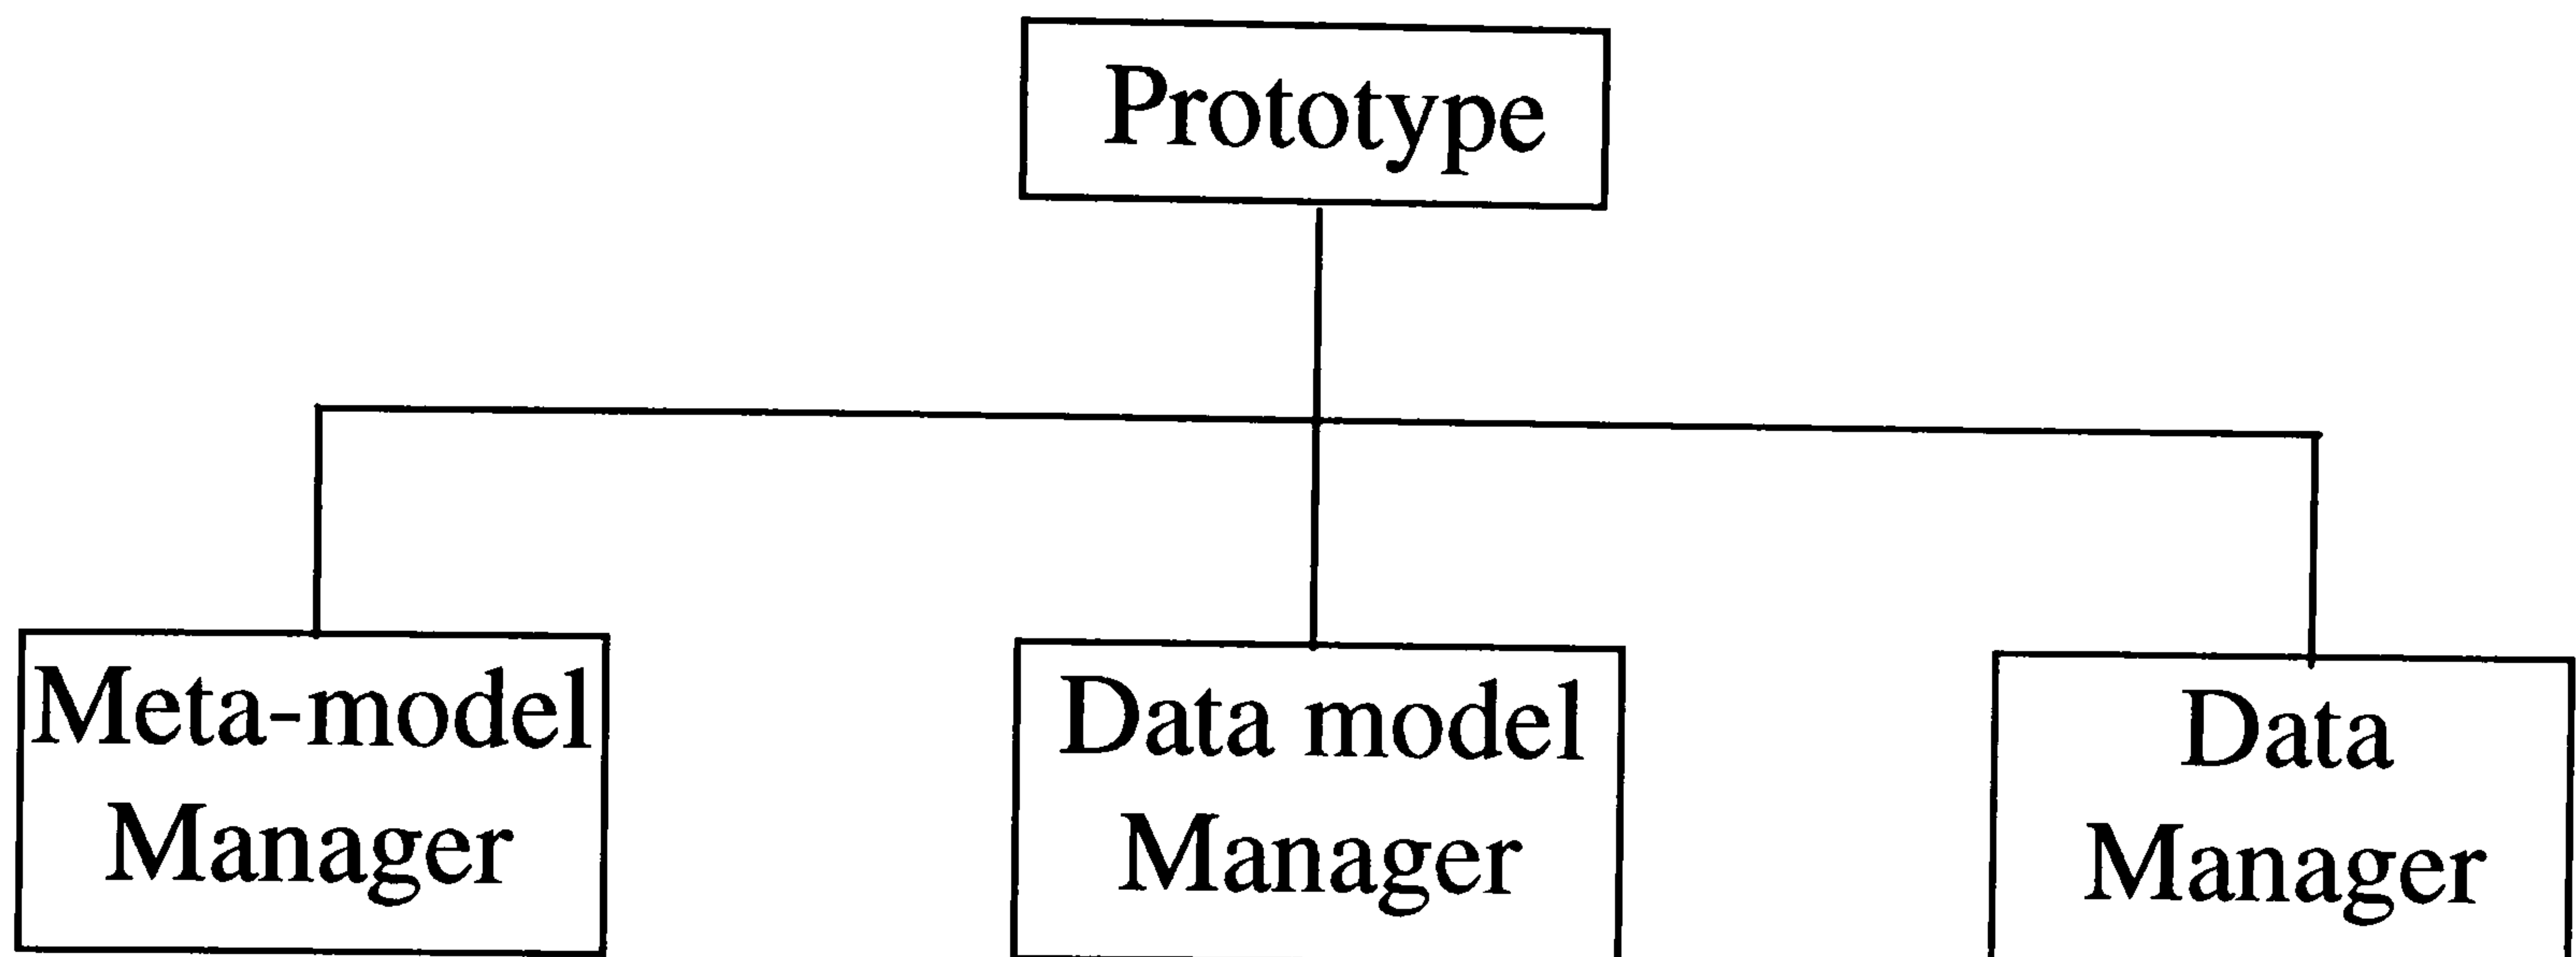 Prototype
Meta-model
Manager
Data model
Manager
Data
Manager